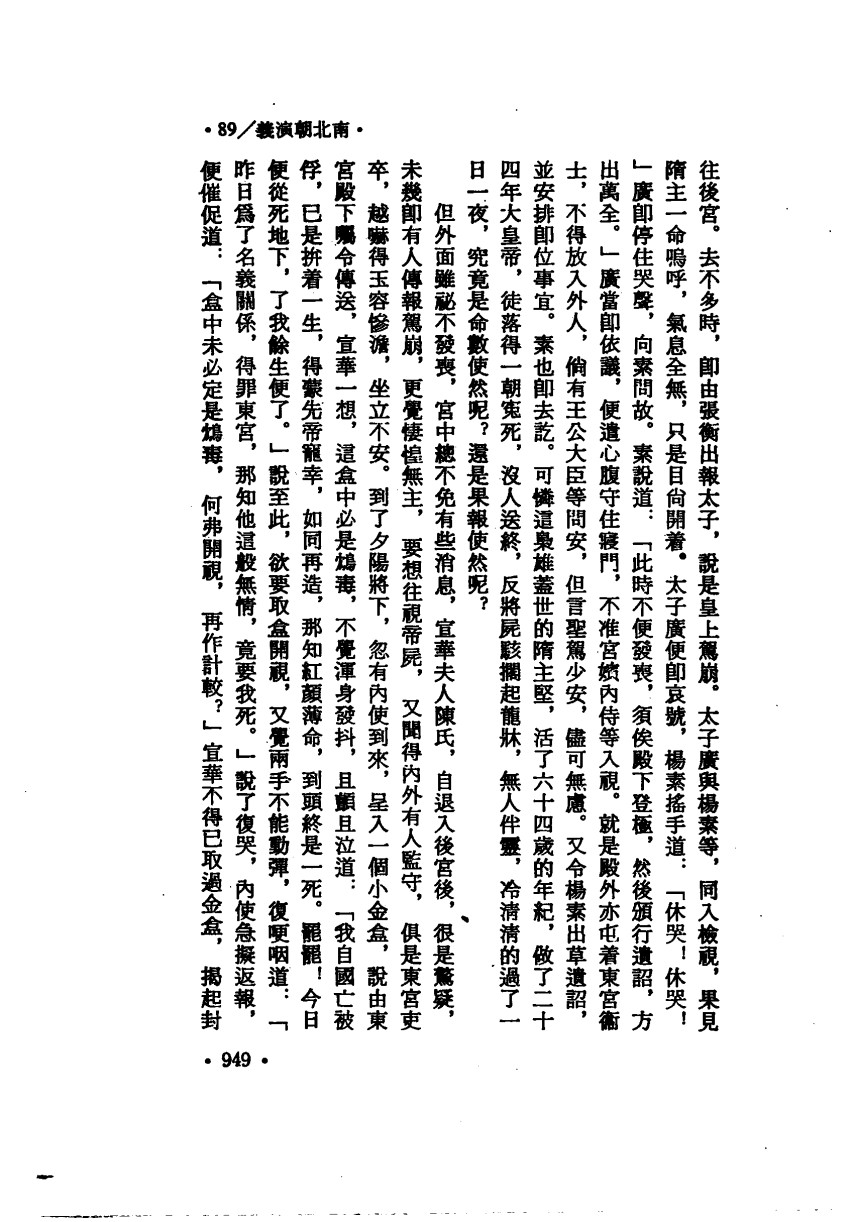 •89／義演朝北南•
往後宮。去不多時，卽由張衡出報太子，說是皇上駕崩。太子廣與楊素等，同入檢視，果見
隋主一命嗚呼，氣息全無，只是目尙開着。太子廣便卽哀號，楊素搖手道：「休哭！休哭！
」廣卽停住哭聲，向素問故。素說道：「此時不便發喪，須俟殿下登極，然後頒行遺詔，方
出萬全。」廣當卽依議，便遣心腹守住寢門，不准宮嬪內侍等入視。就是殿外亦屯着東宮衞
士，不得放入外人，倘有王公大臣等問安，但言聖駕少安，儘可無慮。又令楊素出草遺詔，
並安排卽位事宜。素也卽去訖。可憐這梟雄蓋世的隋主堅，活了六十四歲的年紀，做了二十
四年大皇帝，徒落得一朝冤死，沒人送終，反將屍骸擱起龍牀，無人伴靈，冷清清的過了一
日一夜，究竟是命數使然呢？還是果報使然呢？
但外面雖祕不發喪，宮中總不免有些消息，宣華夫人陳氏，自退入後宮後，很是驚疑，
未幾卽有人傳報駕崩，更覺悽惶無主，要想往視帝屍，又聞得內外有人監守，俱是東宮吏
卒，越嚇得玉容慘澹，坐立不安。到了夕陽將下，忽有內使到來，呈入一個小金盒，說由東
宮殿下囑令傳送，宣華一想，這盒中必是鴆毒，不覺渾身發抖，且顫且泣道：「我自國亡被
俘，已是拚着一生，得蒙先帝寵幸，如同再造，那知紅顏薄命，到頭終是一死。罷罷！今日
便從死地下，了我餘生便了。」說至此，欲要取盒開視，又覺兩手不能動彈，復哽咽道：「
昨日爲了名義關係，得罪東宮，那知他這般無情，竟要我死。」說了復哭，內使急擬返報，
便催促道：「盒中未必定是鴆毒，何弗開視，再作計較？」宣華不得已取過金盒，揭起封
•949•